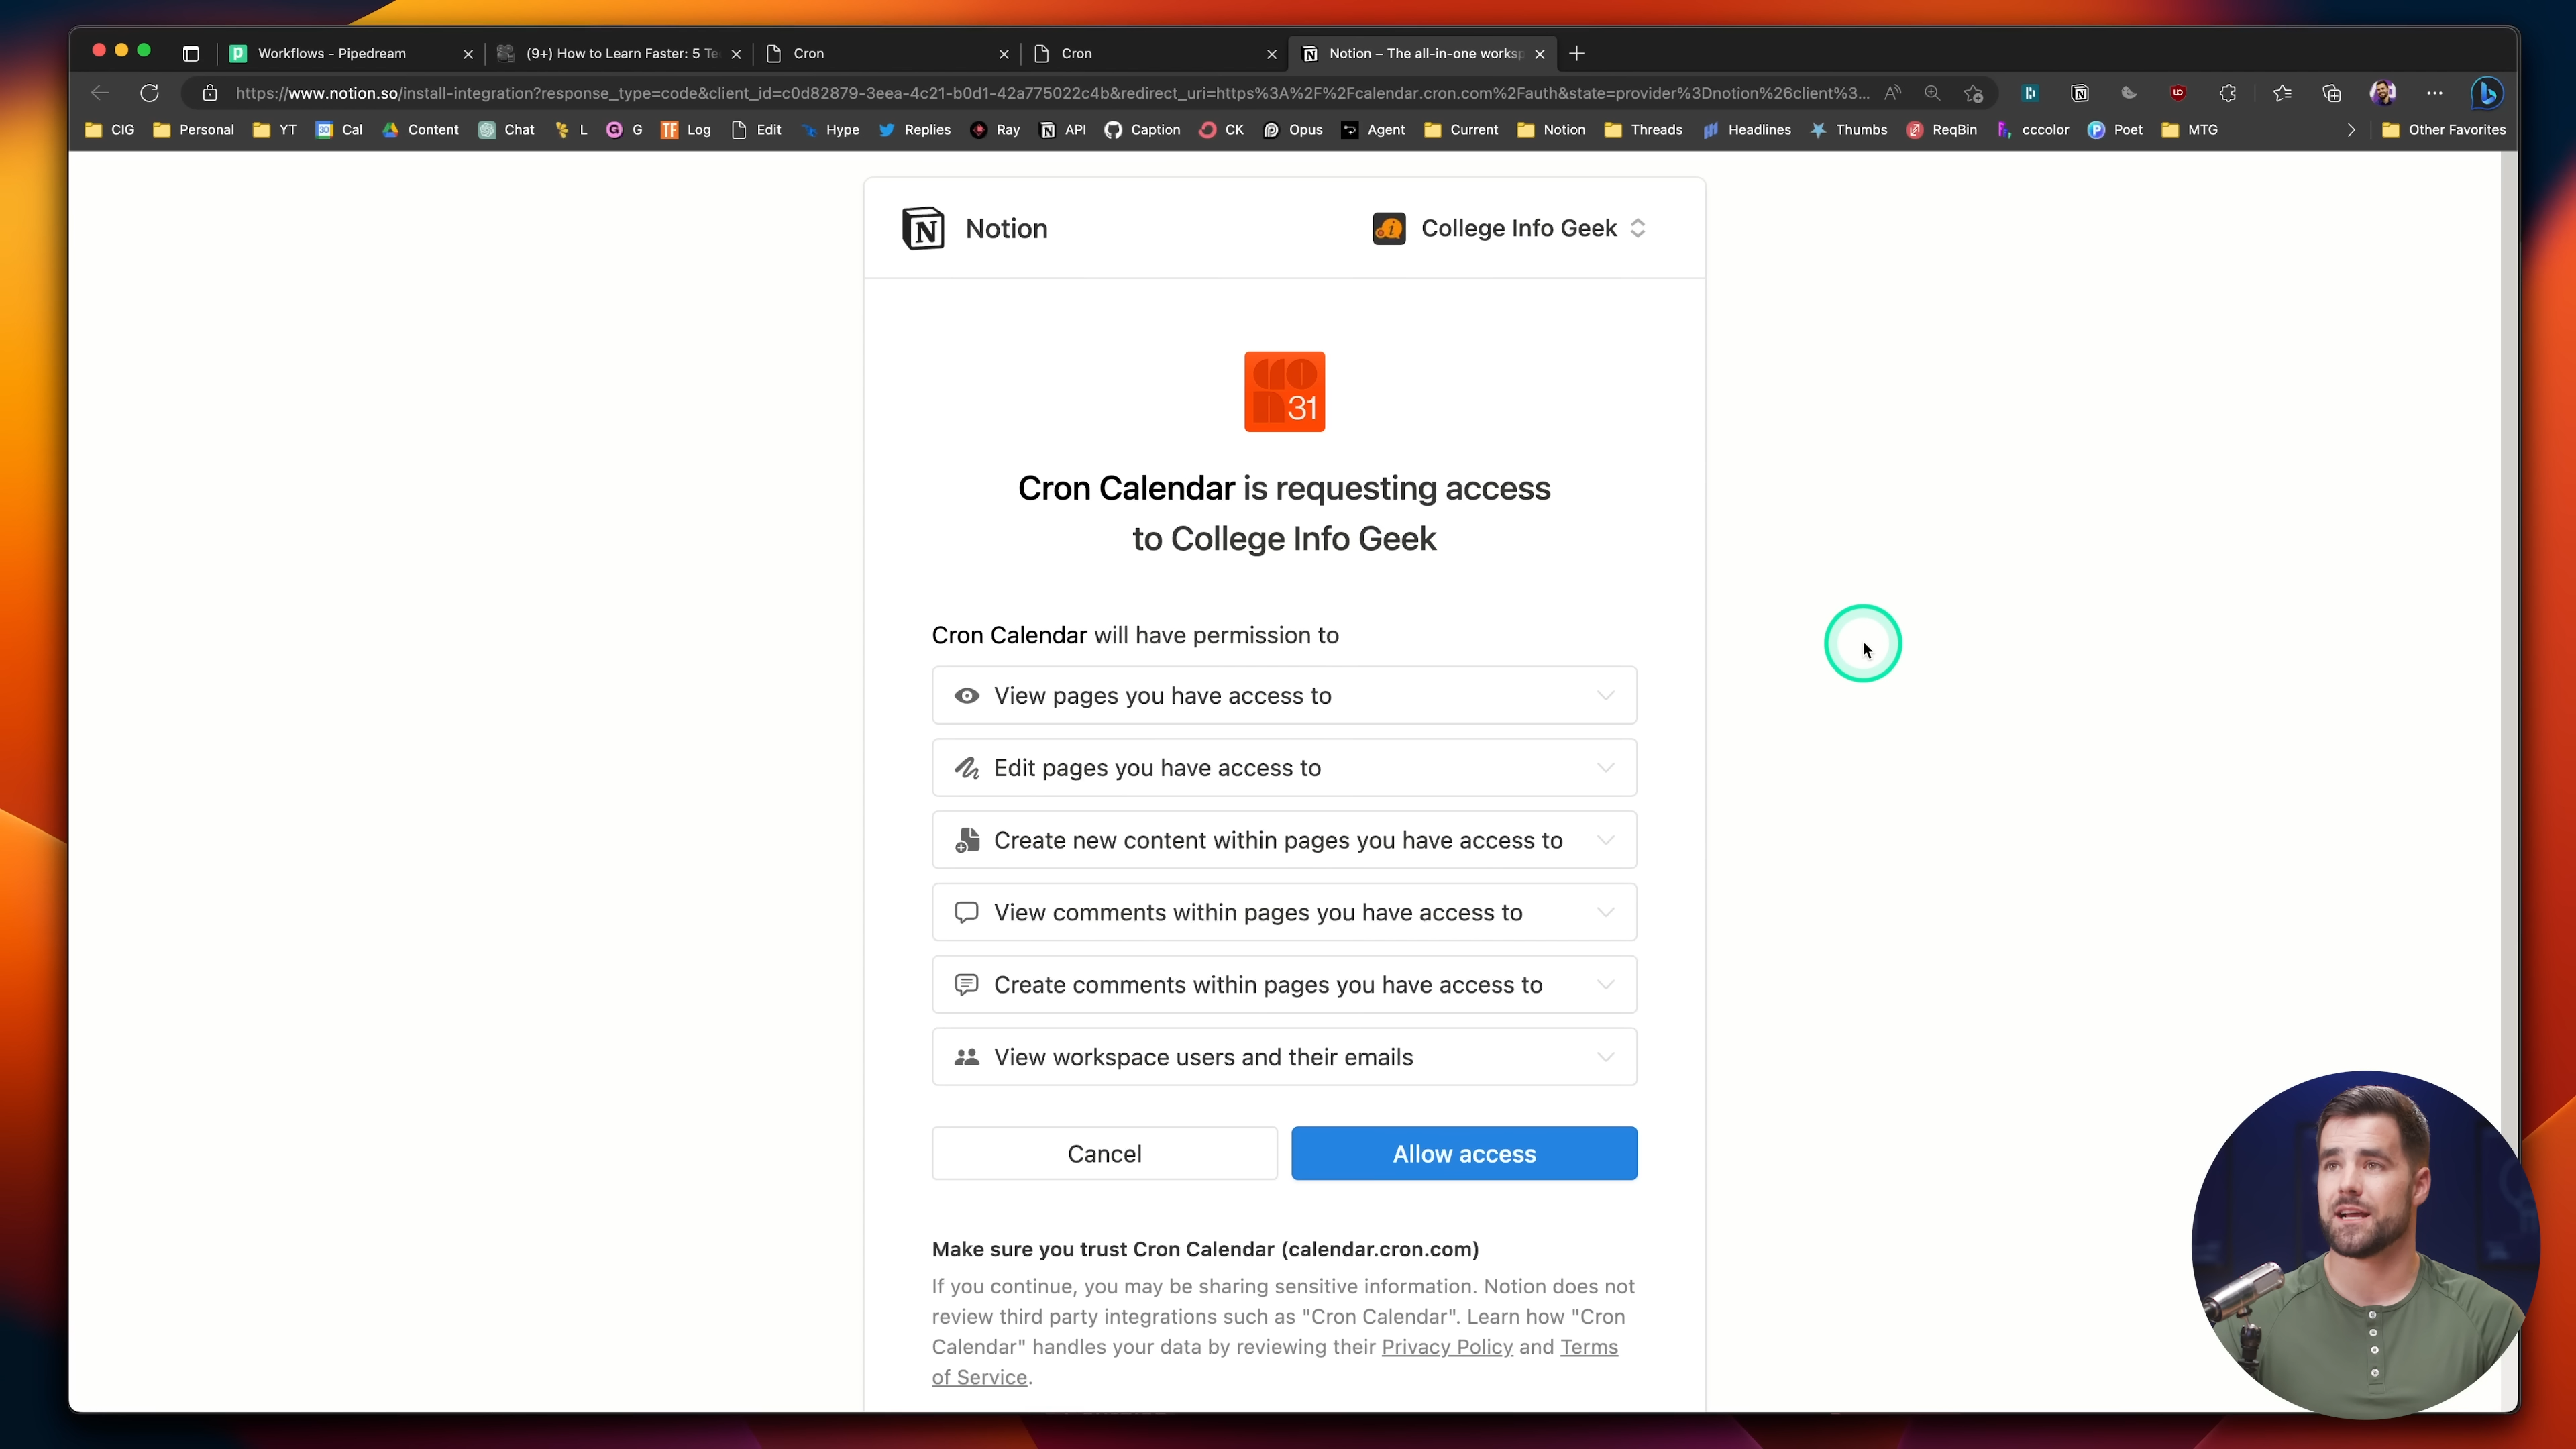 Workflows - Pipedream
(9+) How to Learn Faster: 5 Te
Cron
Cron
Notion – The all-in-one worksp
https://www.notion.so/install-integration?response_type=code&client_id=c0d82879-3eea-4c21-b0d1-42a775022c4b&redirect_uri=https%3A%2F%2Fcalendar.cron.com%2Fauth&state=provider%3Dnotion%26client%3...
CIG Personal YT Cal Content Chat L G Log Edit Hype Replies Ray API Caption CK Opus Agent Current Notion Threads Headlines Thumbs ReqBin cccolor Poet MTG Other Favorites
Notion
College Info Geek
31
Cron Calendar is requesting access
to College Info Geek
Cron Calendar will have permission to
View pages you have access to
Edit pages you have access to
Create new content within pages you have access to
View comments within pages you have access to
Create comments within pages you have access to
View workspace users and their emails
Cancel
Allow access
Make sure you trust Cron Calendar (calendar.cron.com)
If you continue, you may be sharing sensitive information. Notion does not
review third party integrations such as "Cron Calendar". Learn how "Cron
Calendar" handles your data by reviewing their Privacy Policy and Terms
of Service.